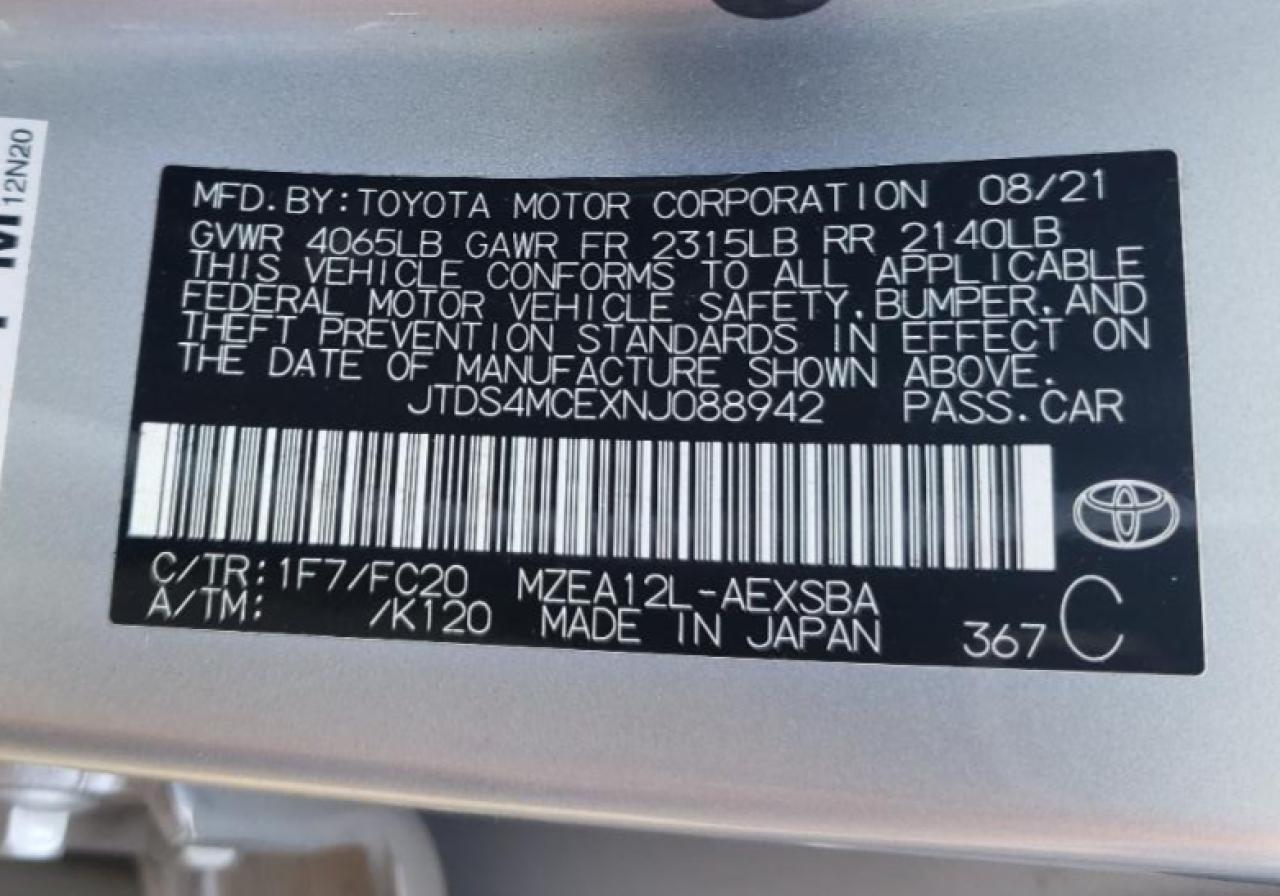 MFD.BY:TOYOTA MOTOR CORPORATION 08/21
GVWR 4065LB GAWR FR 2315LB RR 2140LB
THIS VEHICLE CONFORMS TO ALL APPLICABLE
FEDERAL MOTOR VEHICLE SAFETY,BUMPER,AND
THEFT PREVENTION STANDARDS IN EFFECT ON
THE DATE OF MANUFACTURE SHOWN ABOVE.
JTDS4MCEXNJ088942 PASS.CAR
C/TR:1F7/FC20 MZEA12L-AEXSBA
A/TM: /K120 MADE IN JAPAN 367 C
12N20